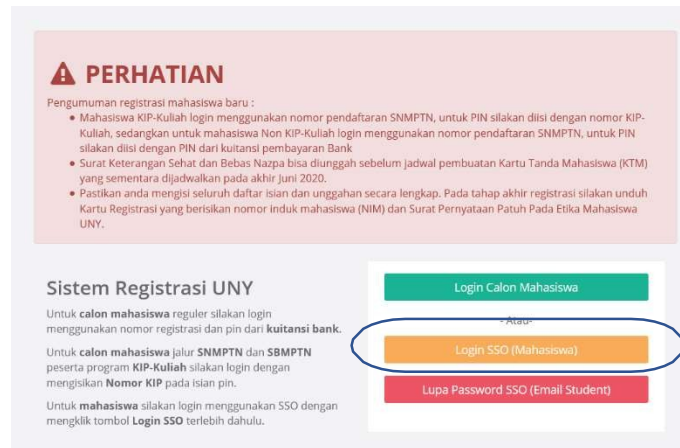 PERHATIAN
Pengumuman registrasi mahasiswa baru :
Mahasiswa KIP-Kuliah login menggunakan nomor pendaftaran SNMPTN, untuk PIN silakan diisi dengan nomor KIP-
Kuliah, sedangkan untuk mahasiswa Non KIP-Kuliah login menggunakan nomor pendaftaran SNMPTN, untuk PIN
silakan diisi dengan PIN dari kuitansi pembayaran Bank
Surat Keterangan Sehat dan Bebas Nazpa bisa diunggah sebelum jadwal pembuatan Kartu Tanda Mahasiswa (KTM)
yang sementara dijadwalkan pada akhir Juni 2020.
Pastikan anda mengisi seluruh daftar isian dan unggahan secara lengkap. Pada tahap akhir registrasi silakan unduh
Kartu Registrasi yang berisikan nomor induk mahasiswa (NIM) dan Surat Pernyataan Patuh Pada Etika Mahasiswa
UNY.
Sistem Registrasi UNY
Untuk calon mahasiswa reguler silakan login
menggunakan nomor registrasi dan pin dari kuitansi bank.
Untuk calon mahasiswa jalur SNMPTN dan SBMPTN
peserta program KIP-Kuliah silakan login dengan
mengisikan Nomor KIP pada isian pin.
Untuk mahasiswa silakan login menggunakan SSO dengan
mengklik tombol Login SSO terlebih dahulu.
Login Calon Mahasiswa
- Atau-
Login SSO (Mahasiswa)
Lupa Password SSO (Email Student)